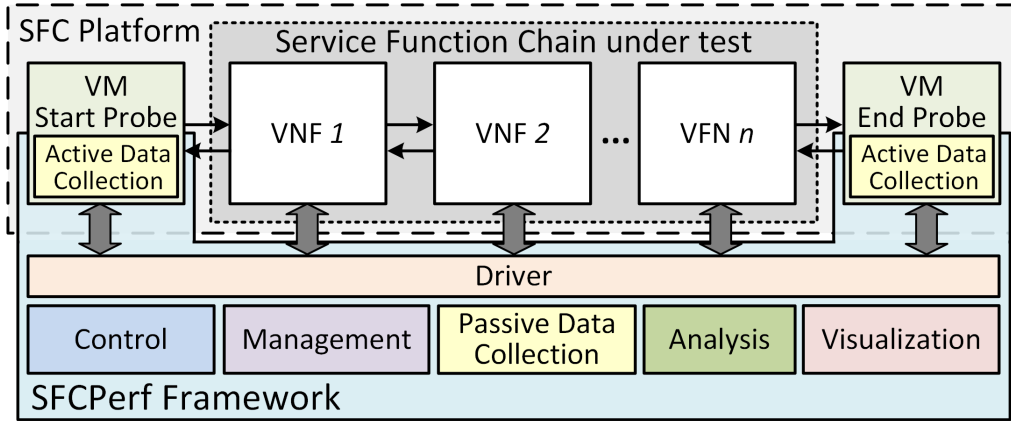 SFC Platform
Service Function Chain under test
VM
Start Probe
Active Data
Collection
VNF 1
VNF 2
...
VFN n
VM
End Probe
Active Data
Collection
Driver
Control
Management
Passive Data
Collection
Analysis
Visualization
SFCPerf Framework